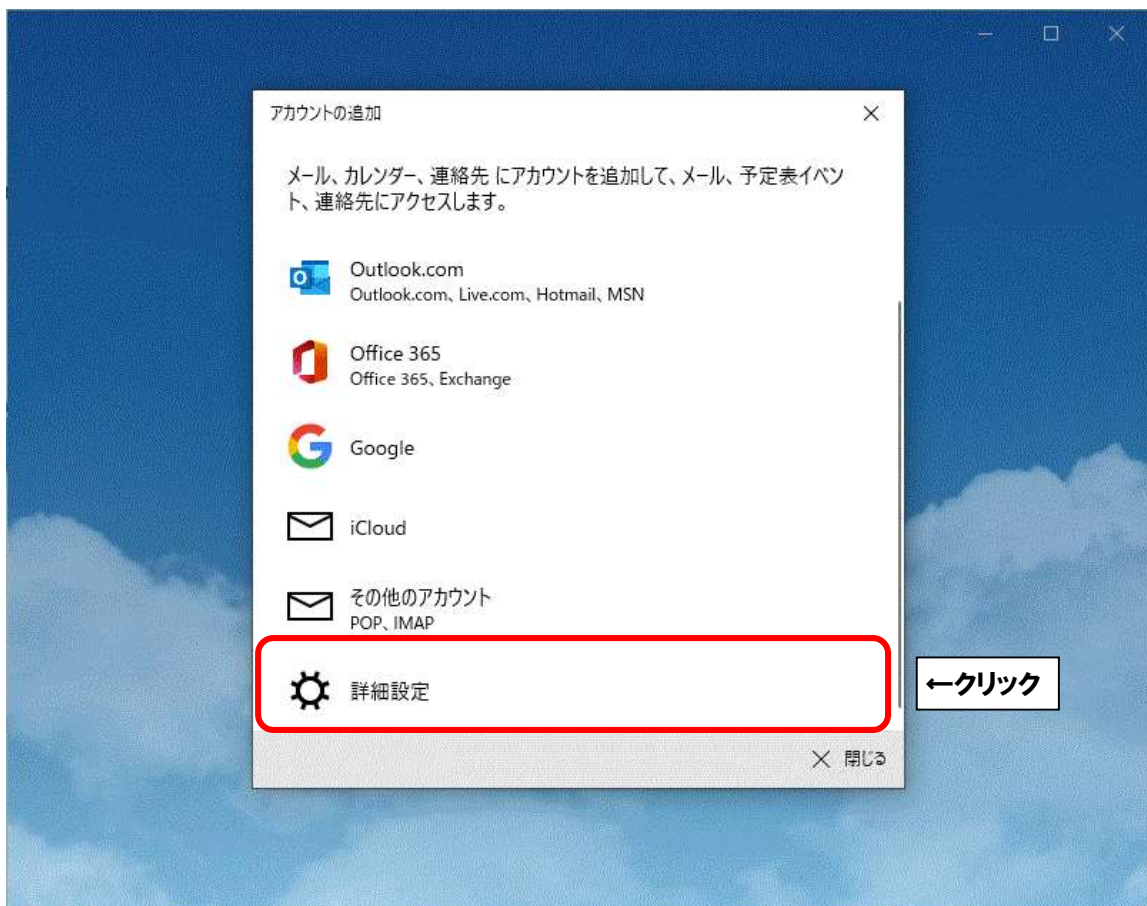 アカウントの追加
メール、カレンダー、連絡先 にアカウントを追加して、メール、予定表イベン
ト、連絡先にアクセスします。
Outlook.com
Outlook.com、Live.com、Hotmail、MSN
Office 365
Office 365、Exchange
Google
iCloud
その他のアカウント
POP、IMAP
詳細設定
←クリック
閉じる